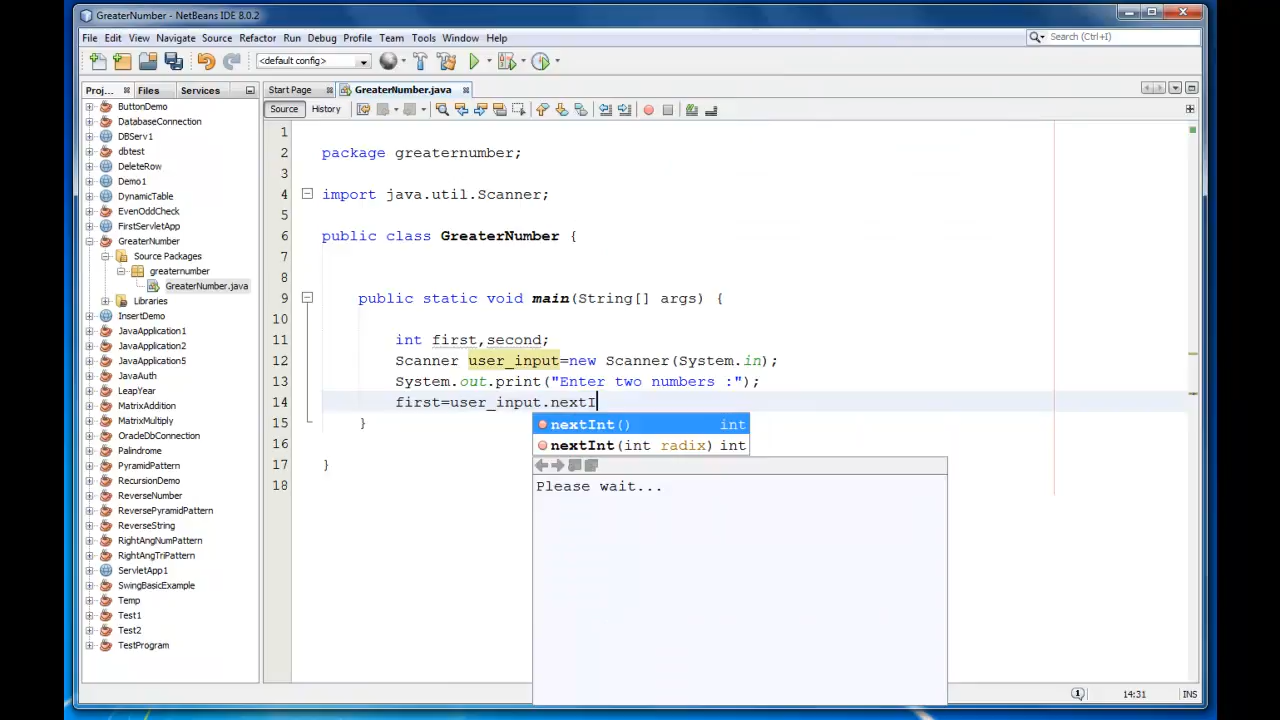 GreaterNumber - NetBeans IDE 8.0.2
File Edit View Navigate Source Refactor Run Debug Profile Team Tools Window Help
Search (Ctrl+I)
<default config>
Proj... Files Services
Start Page GreaterNumber.java
Source History
ButtonDemo
DatabaseConnection
DBServ1
dbtest
DeleteRow
Demo1
DynamicTable
EvenOddCheck
FirstServletApp
GreaterNumber
Source Packages
greaternumber
GreaterNumber.java
Libraries
InsertDemo
JavaApplication1
JavaApplication2
JavaApplication5
JavaAuth
LeapYear
MatrixAddition
MatrixMultiply
OracleDbConnection
Palindrome
PyramidPattern
RecursionDemo
ReverseNumber
ReversePyramidPattern
ReverseString
RightAngNumPattern
RightAngTriPattern
ServletApp1
SwingBasicExample
Temp
Test1
Test2
TestProgram
1
2 package greaternumber;
3
4 import java.util.Scanner;
5
6 public class GreaterNumber {
7
8
9 public static void main(String[] args) {
10
11 int first,second;
12 Scanner user_input=new Scanner(System.in);
13 System.out.print("Enter two numbers :");
14 first=user_input.nextI
15 }
16
17 }
18
nextInt() int
nextInt(int radix) int
Please wait...
1 14:31 INS